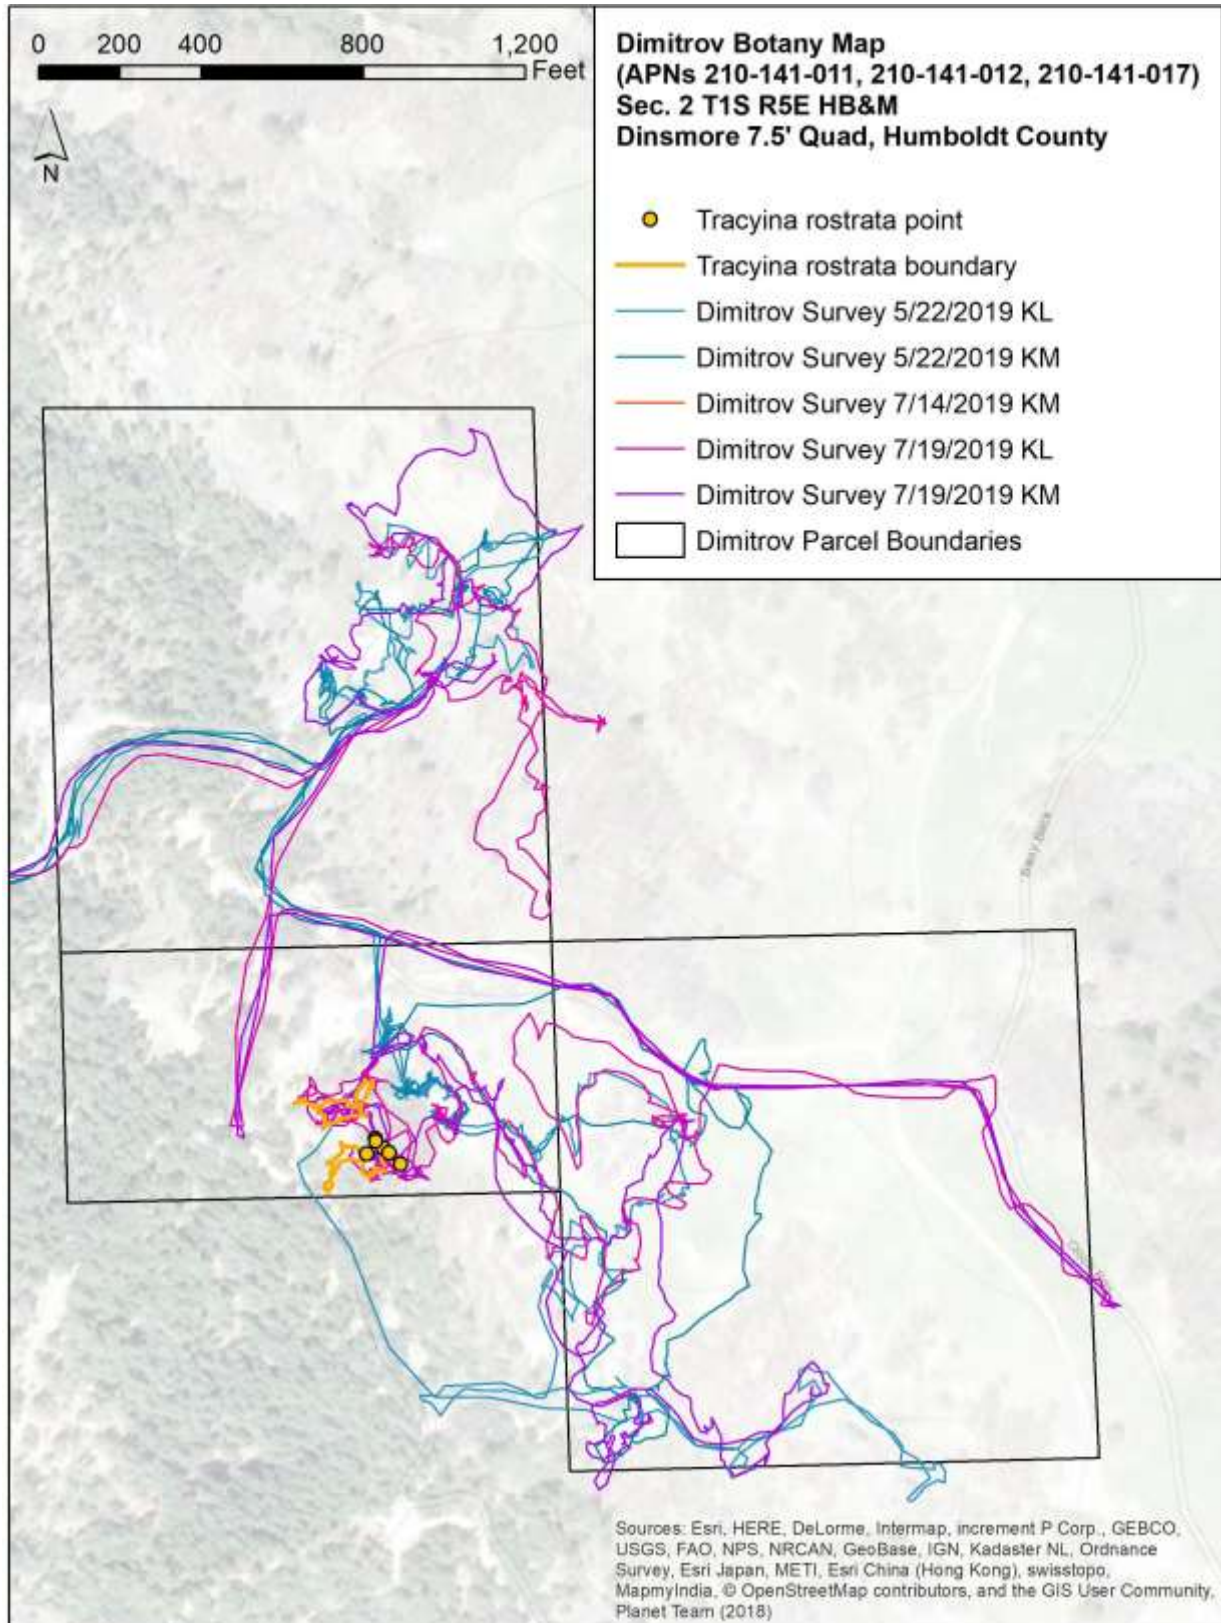 0 200 400 800 1,200
Feet
N
Dimitrov Botany Map
(APNs 210-141-011, 210-141-012, 210-141-017)
Sec. 2 T1S R5E HB&M
Dinsmore 7.5' Quad, Humboldt County
Tracyina rostrata point
Tracyina rostrata boundary
Dimitrov Survey 5/22/2019 KL
Dimitrov Survey 5/22/2019 KM
Dimitrov Survey 7/14/2019 KM
Dimitrov Survey 7/19/2019 KL
Dimitrov Survey 7/19/2019 KM
Dimitrov Parcel Boundaries
Sources: Esri, HERE, DeLorme, Intermap, increment P Corp., GEBCO,
USGS, FAO, NPS, NRCAN, GeoBase, IGN, Kadaster NL, Ordnance
Survey, Esri Japan, METI, Esri China (Hong Kong), swisstopo,
MapmyIndia, © OpenStreetMap contributors, and the GIS User Community,
Planet Team (2018)